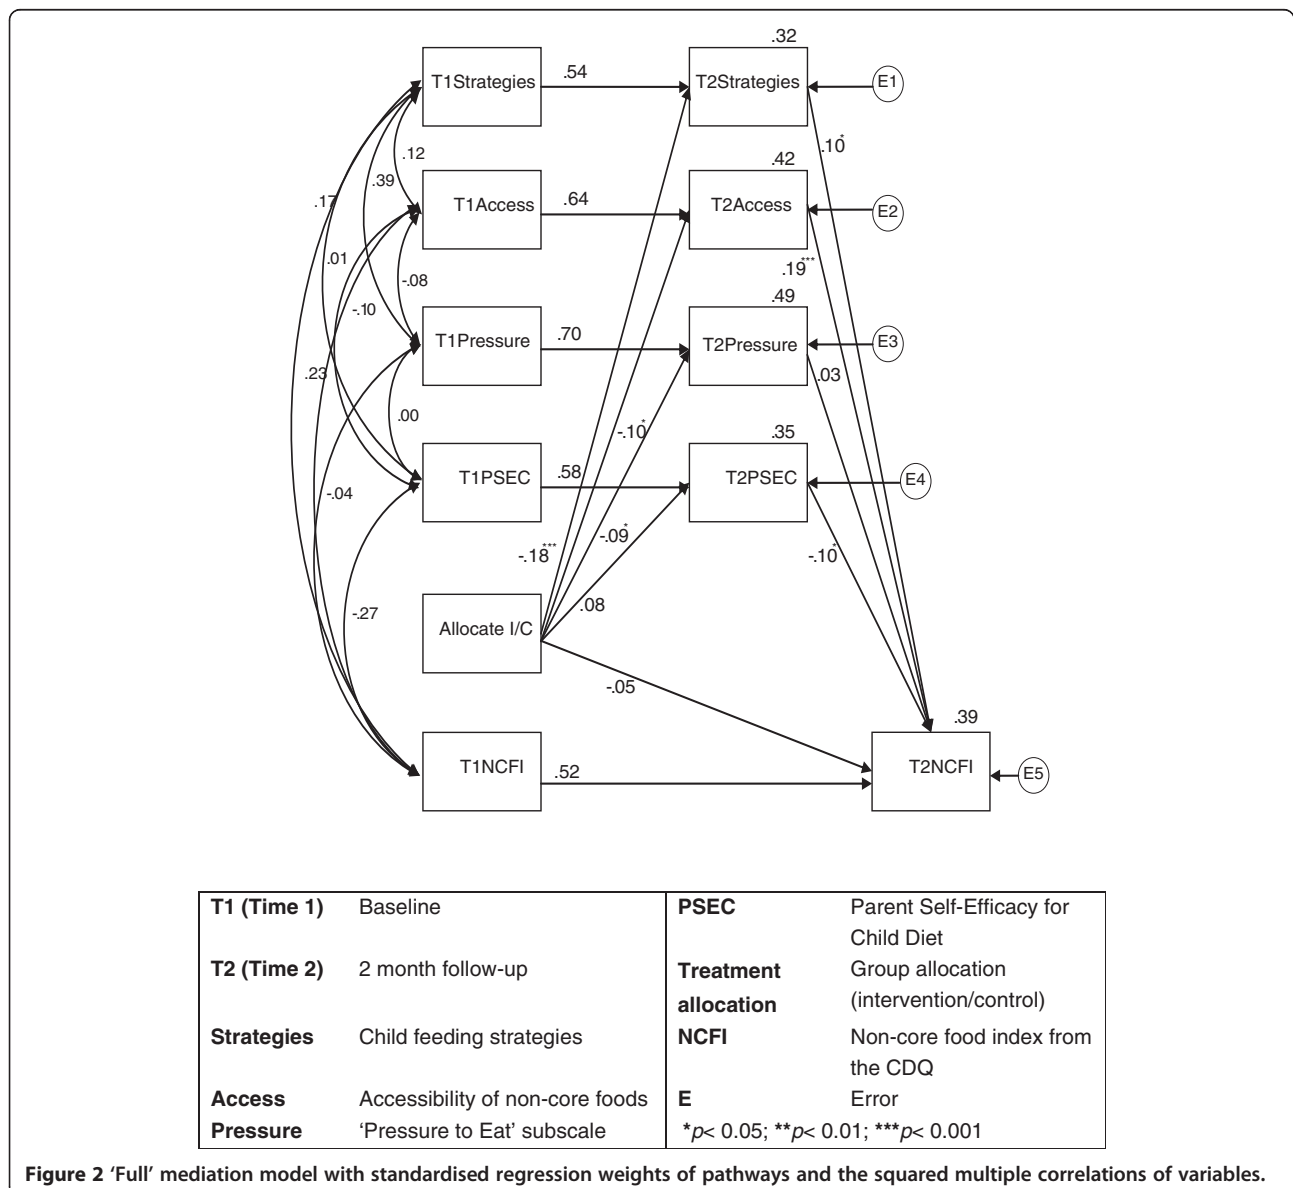 .32
T1Strategies .54 T2Strategies E1
.12 .10*
.42
.39
.17 T1Access .64 T2Access E2
.01 -.08 .19***
-.10 .49
T1Pressure .70 T2Pressure E3
.23 .03
.00 -.10* .35
T1PSEC .58 T2PSEC E4
-.04
-.18*** -.09* -.10*
-.27 .08
Allocate I/C
-.05
.39
T1NCFI .52 T2NCFI E5
T1 (Time 1) Baseline PSEC Parent Self-Efficacy for
Child Diet
T2 (Time 2) 2 month follow-up Treatment Group allocation
allocation (intervention/control)
Strategies Child feeding strategies NCFI Non-core food index from
the CDQ
Access Accessibility of non-core foods E Error
Pressure ‘Pressure to Eat’ subscale *p< 0.05; **p< 0.01; ***p< 0.001
Figure 2 ‘Full’ mediation model with standardised regression weights of pathways and the squared multiple correlations of variables.